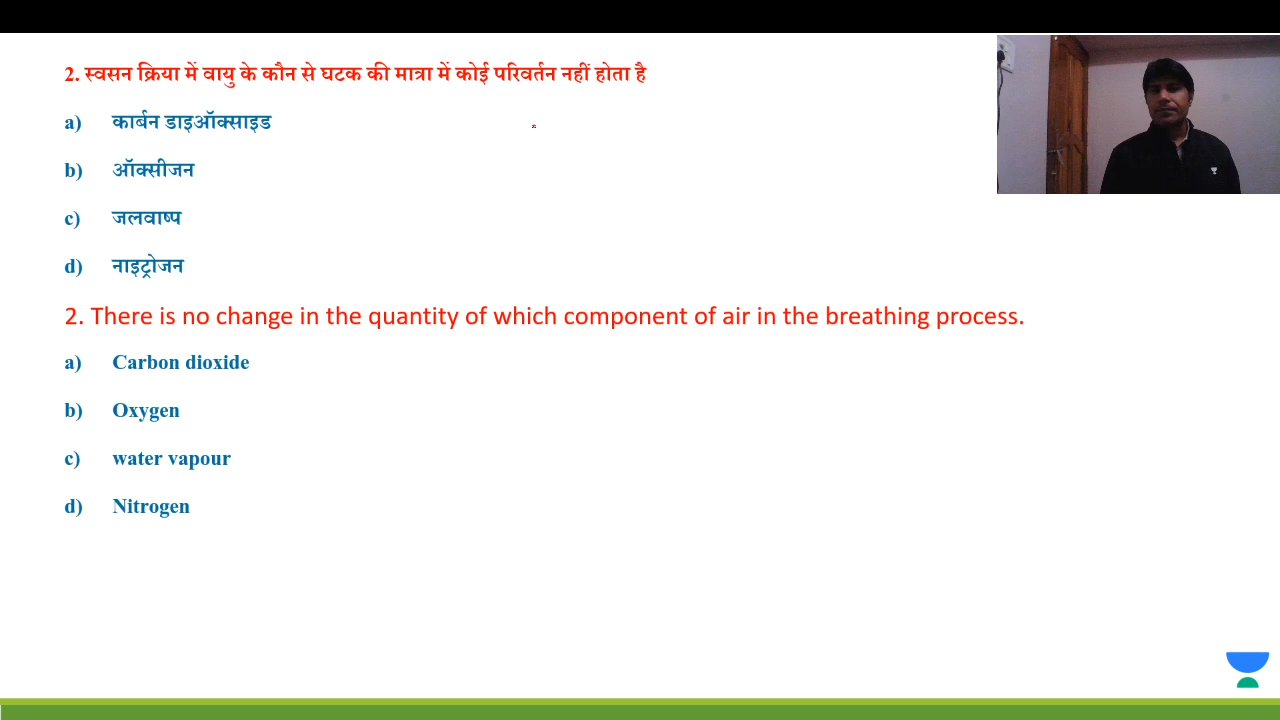 2. स्वसन क्रिया में वायु के कौन से घटक की मात्रा में कोई परिवर्तन नहीं होता है
a) कार्बन डाइऑक्साइड
b) ऑक्सीजन
c) जलवाष्प
d) नाइट्रोजन
2. There is no change in the quantity of which component of air in the breathing process.
a) Carbon dioxide
b) Oxygen
c) water vapour
d) Nitrogen